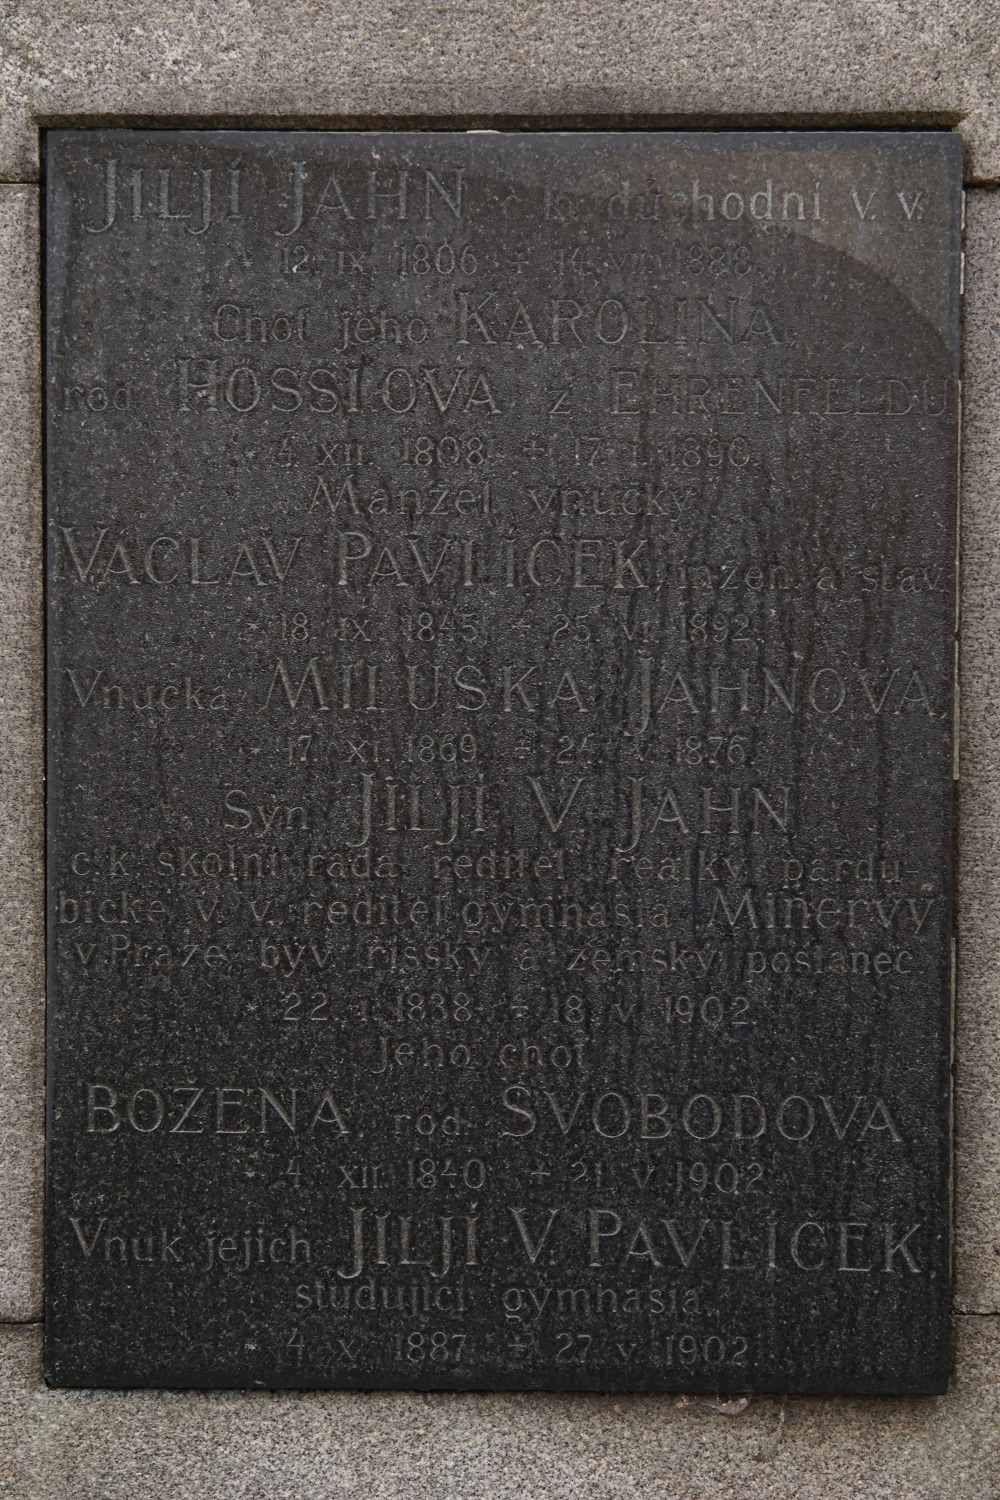 JILJÍ JAHN c. k. důchodní v. v.
* 12. IX. 1806 + 14. VI. 1888.
Choť jeho KAROLINA
rod. HÖSSLOVA z EHRENFELDU
* 4. XII. 1808. + 17. I. 1890.
Manžel vnučky
VÁCLAV PAVLÍČEK, inžen. a stav.
* 18. IX. 1845. + 25. VI. 1892.
Vnučka MILUŠKA JAHNOVA,
* 17. XI. 1869. + V. 1876.
Syn JILJÍ V. JAHN
c. k. školní rada ředitel reálky pardu-
bické v. v. ředitel gymnasia Minervy
v Praze, býv. říšský a zemský poslanec
* 22. I. 1838. + 18. V. 1902.
Jeho choť
BOŽENA rod. SVOBODOVA
* 4. XII. 1840 + 21. V. 1902.
Vnuk jejich JILJÍ V. PAVLÍČEK
studující gymnasia.
* 4. X. 1887. + 27. V. 1902